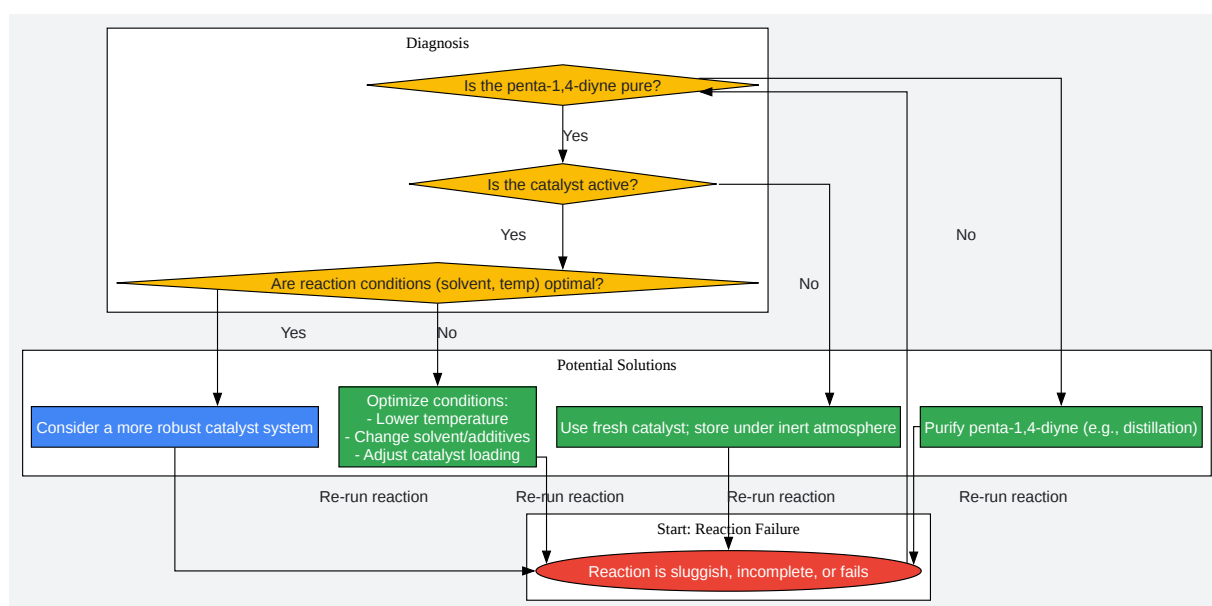 Diagnosis
Is the penta-1,4-diyne pure?
Yes
Is the catalyst active?
Yes
No
Are reaction conditions (solvent, temp) optimal?
No
Yes
No
Potential Solutions
Consider a more robust catalyst system
Optimize conditions:
- Lower temperature
- Change solvent/additives
- Adjust catalyst loading
Use fresh catalyst; store under inert atmosphere
Purify penta-1,4-diyne (e.g., distillation)
Re-run reaction
Re-run reaction
Re-run reaction
Re-run reaction
Start: Reaction Failure
Reaction is sluggish, incomplete, or fails